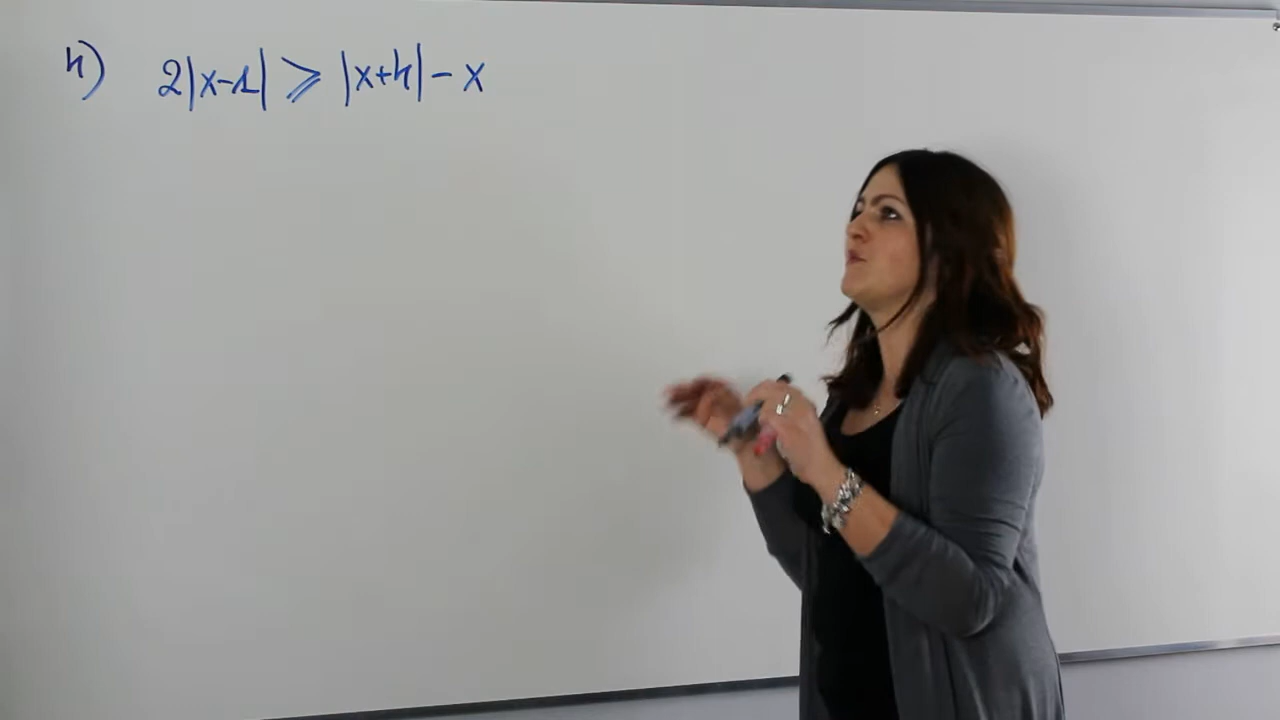 4) 2|x-1| ⩾ |x+4| - x